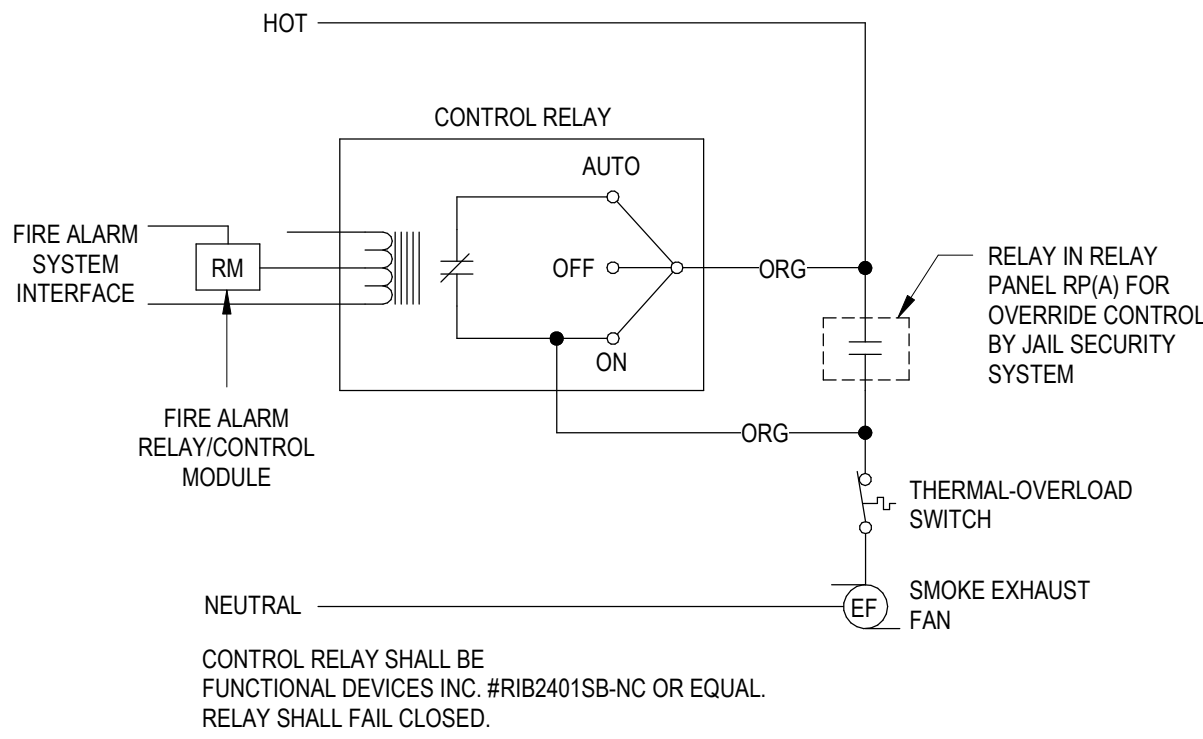 HOT
CONTROL RELAY
AUTO
FIRE ALARM
SYSTEM
INTERFACE
RM
OFF
ORG
RELAY IN RELAY
PANEL RP(A) FOR
OVERRIDE CONTROL
BY JAIL SECURITY
SYSTEM
ON
FIRE ALARM
RELAY/CONTROL
MODULE
ORG
THERMAL-OVERLOAD
SWITCH
NEUTRAL
EF
SMOKE EXHAUST
FAN
CONTROL RELAY SHALL BE
FUNCTIONAL DEVICES INC. #RIB2401SB-NC OR EQUAL.
RELAY SHALL FAIL CLOSED.